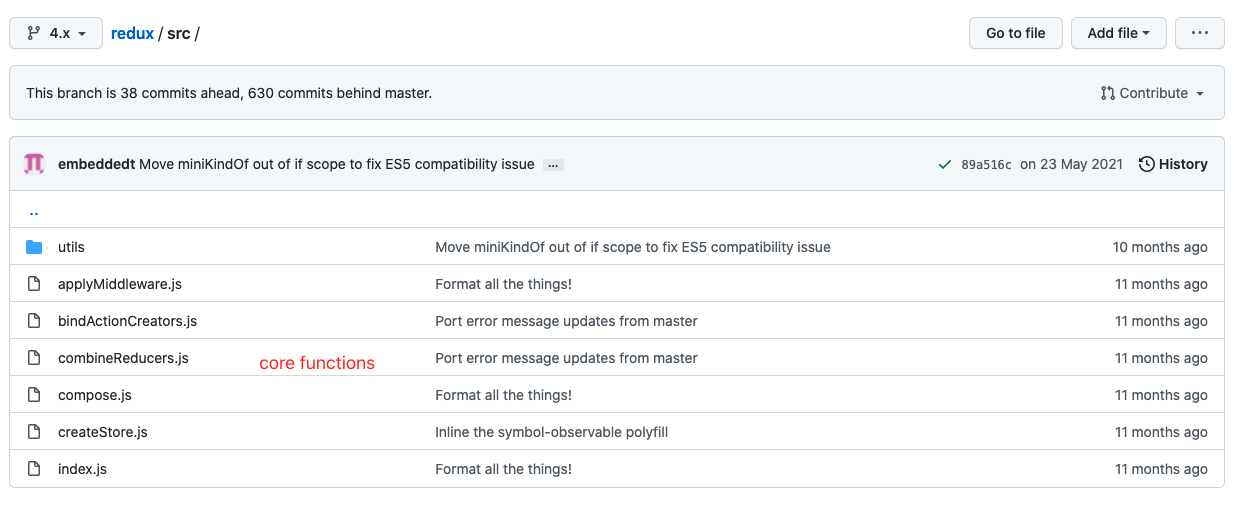 4.x redux / src / Go to file Add file ...
This branch is 38 commits ahead, 630 commits behind master. Contribute
embeddedt Move miniKindOf out of if scope to fix ES5 compatibility issue ... 89a516c on 23 May 2021 History
..
utils Move miniKindOf out of if scope to fix ES5 compatibility issue 10 months ago
applyMiddleware.js Format all the things! 11 months ago
bindActionCreators.js Port error message updates from master 11 months ago
combineReducers.js Port error message updates from master 11 months ago
core functions
compose.js Format all the things! 11 months ago
createStore.js Inline the symbol-observable polyfill 11 months ago
index.js Format all the things! 11 months ago